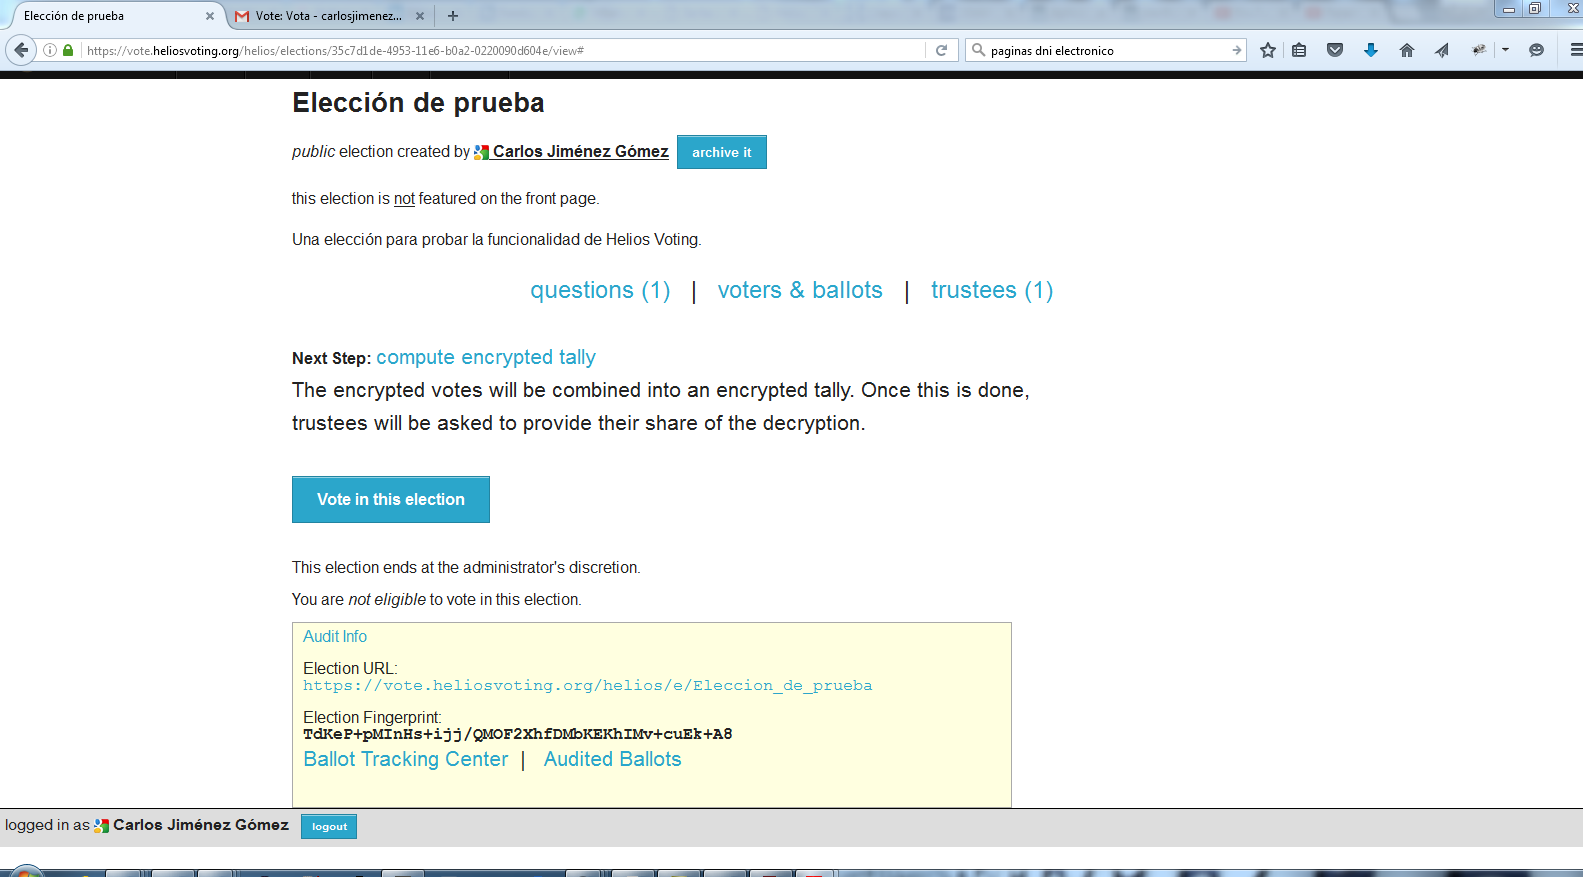 Elección de prueba
Vote: Vota - carlosjimenez...
https://vote.heliosvoting.org/helios/elections/35c7d1de-4953-11e6-b0a2-0220090d604e/view#
paginas dni electronico
Elección de prueba
public election created by Carlos Jiménez Gómez archive it
this election is not featured on the front page.
Una elección para probar la funcionalidad de Helios Voting.
questions (1) | voters & ballots | trustees (1)
Next Step: compute encrypted tally
The encrypted votes will be combined into an encrypted tally. Once this is done,
trustees will be asked to provide their share of the decryption.
Vote in this election
This election ends at the administrator's discretion.
You are not eligible to vote in this election.
Audit Info
Election URL:
https://vote.heliosvoting.org/helios/e/Eleccion_de_prueba
Election Fingerprint:
TdKeP+pMInHs+ijj/QMOF2XhfDMbKEKhIMv+cuEk+A8
Ballot Tracking Center | Audited Ballots
logged in as Carlos Jiménez Gómez logout